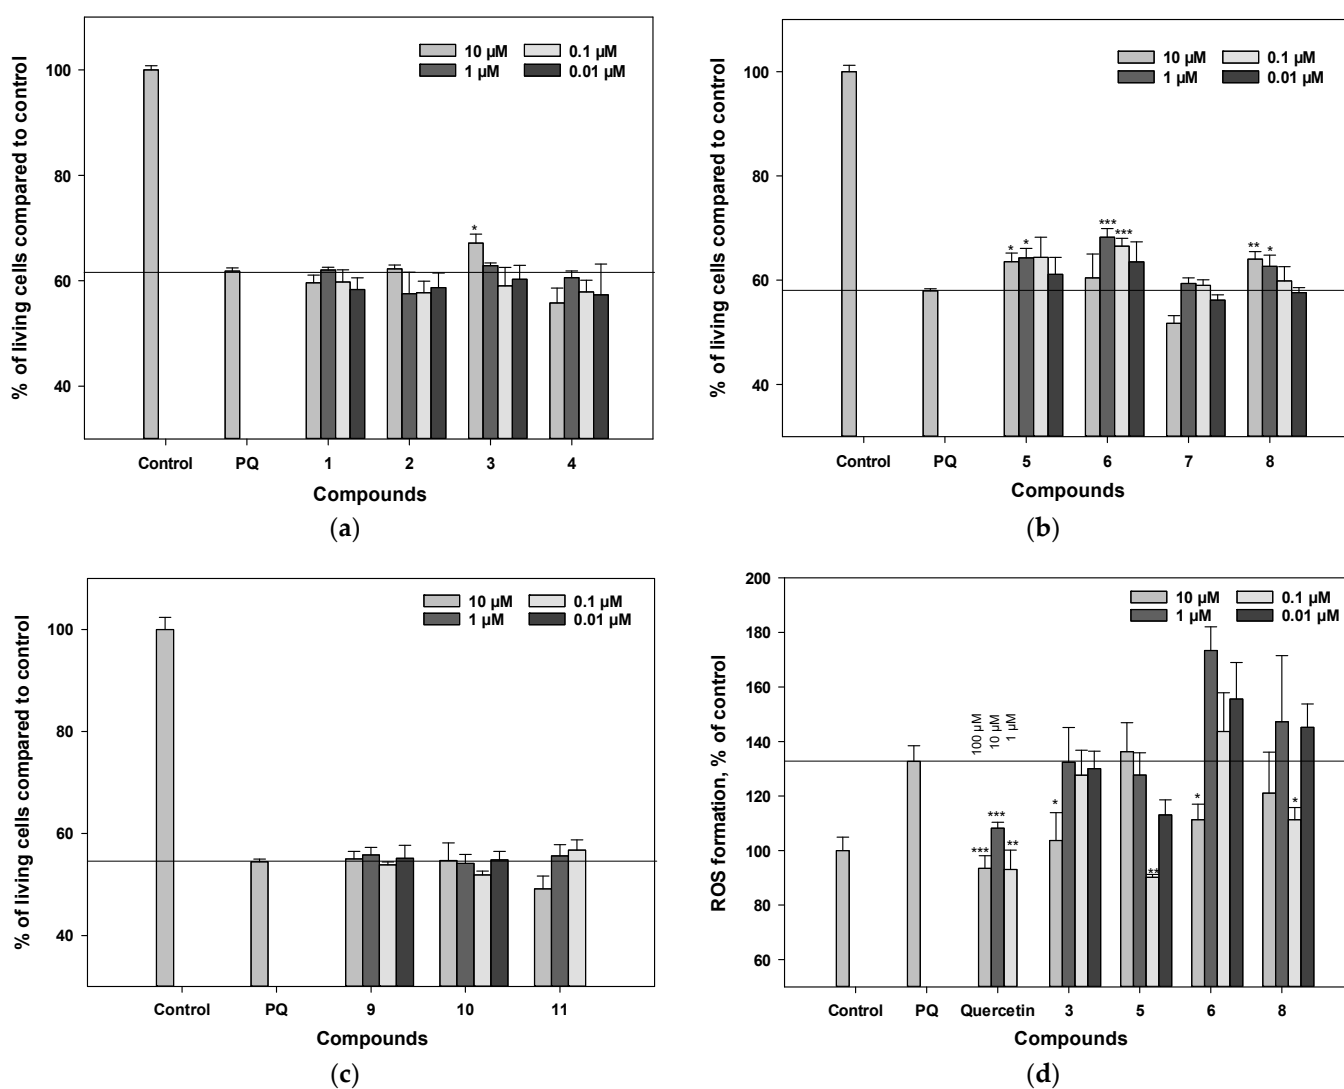 % of living cells compared to control
10 µM 0.1 µM
1 µM 0.01 µM
100
80
60
40
*
Control PQ 1 2 3 4
Compounds
(a)
% of living cells compared to control
10 µM 0.1 µM
1 µM 0.01 µM
100
80
60
40
* * *** *** ** *
Control PQ 5 6 7 8
Compounds
(b)
% of living cells compared to control
10 µM 0.1 µM
1 µM 0.01 µM
100
80
60
40
Control PQ 9 10 11
Compounds
(c)
ROS formation, % of control
10 µM 0.1 µM
1 µM 0.01 µM
200
180
160
140
120
100
80
60
100 µM
10 µM
1 µM
*** *** ** * ** * *
Control PQ Quercetin 3 5 6 8
Compounds
(d)